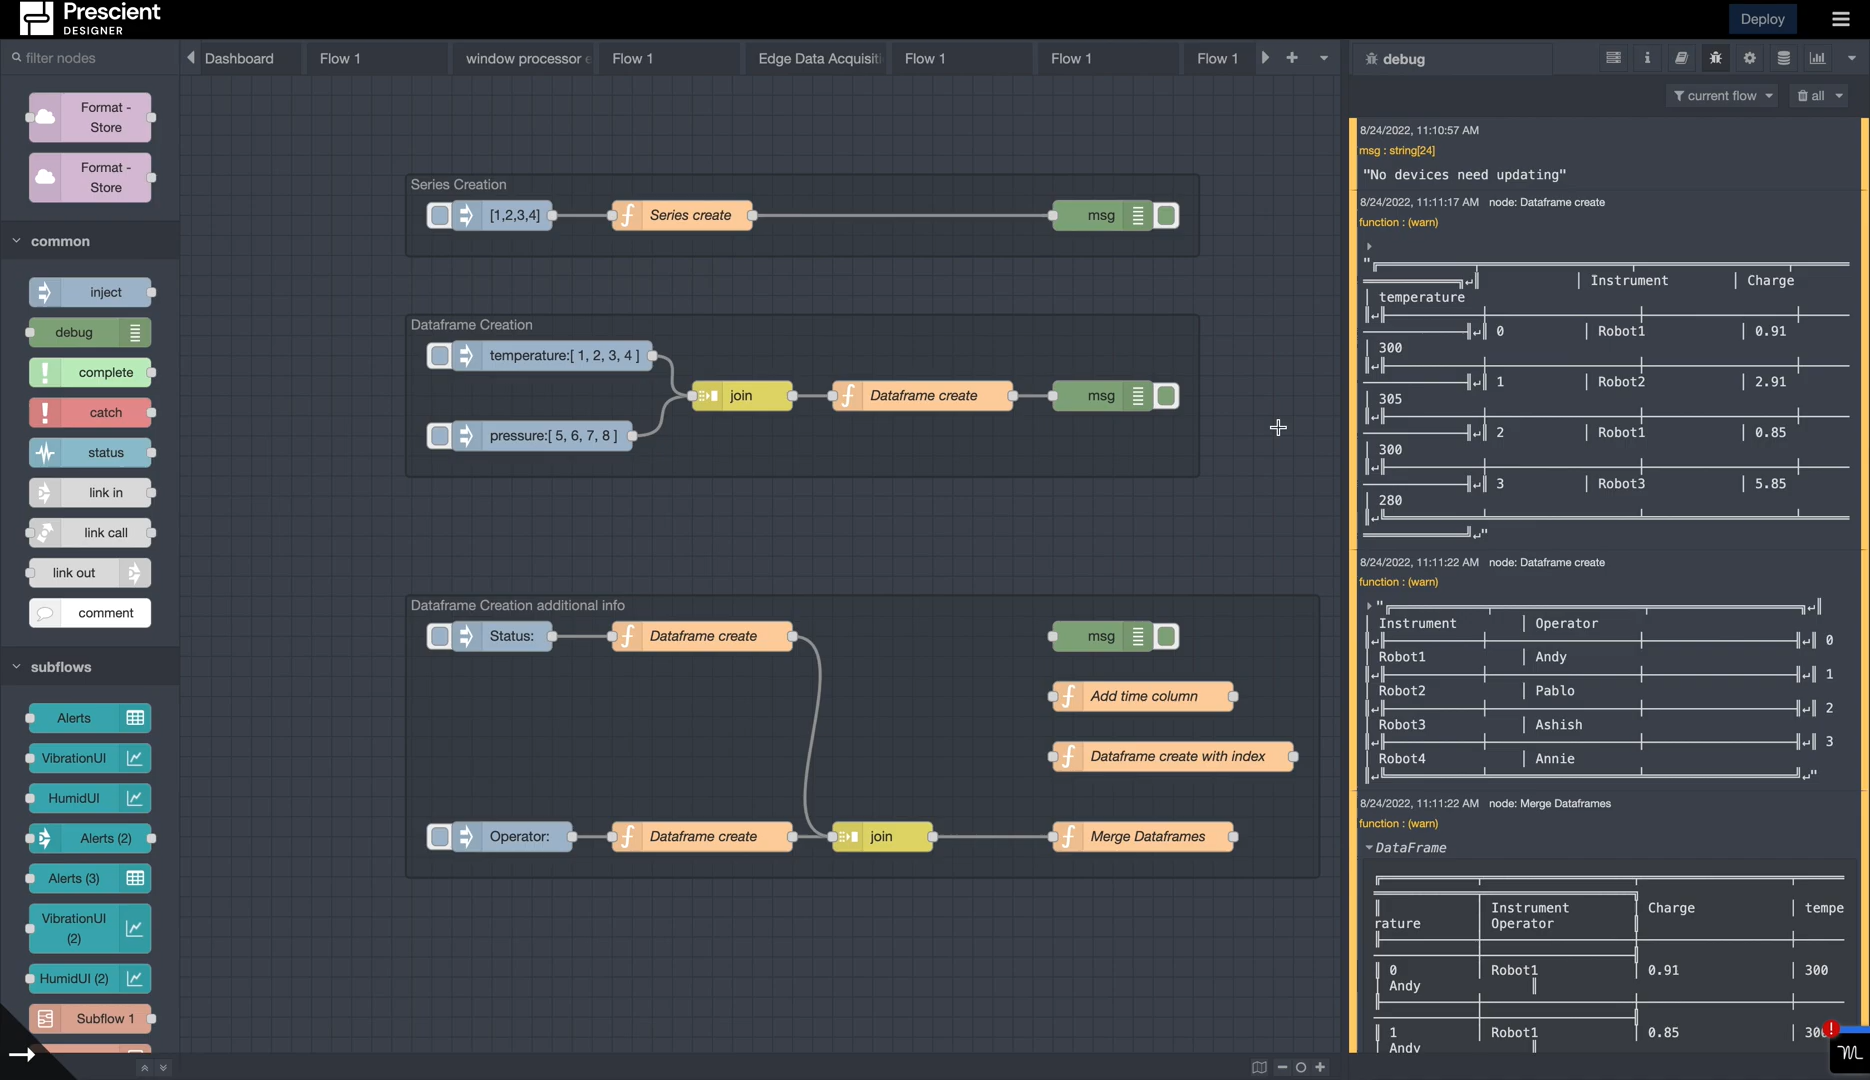 Prescient
DESIGNER
Deploy
filter nodes
Dashboard
Flow 1
window processor e
Flow 1
Edge Data Acquisiti
Flow 1
Flow 1
Flow 1
debug
current flow
all
Format -
Store
Format -
Store
common
inject
debug
complete
catch
status
link in
link call
link out
comment
subflows
Alerts
VibrationUI
HumidUI
Alerts (2)
Alerts (3)
VibrationUI
(2)
HumidUI (2)
Subflow 1
Series Creation
[1,2,3,4]
Series create
msg
Dataframe Creation
temperature:[ 1, 2, 3, 4 ]
pressure:[ 5, 6, 7, 8 ]
join
Dataframe create
msg
Dataframe Creation additional info
Status:
Dataframe create
msg
Add time column
Dataframe create with index
Operator:
Dataframe create
join
Merge Dataframes
8/24/2022, 11:10:57 AM
msg : string[24]
"No devices need updating"
8/24/2022, 11:11:17 AM node: Dataframe create
function : (warn)
"
Instrument Charge
temperature
0 Robot1 0.91
300
1 Robot2 2.91
305
2 Robot1 0.85
300
3 Robot3 5.85
280
"
8/24/2022, 11:11:22 AM node: Dataframe create
function : (warn)
"
Instrument Operator
0
Robot1 Andy
1
Robot2 Pablo
2
Robot3 Ashish
3
Robot4 Annie
"
8/24/2022, 11:11:22 AM node: Merge Dataframes
function : (warn)
DataFrame
Instrument Charge tempe
rature Operator
0 Robot1 0.91 300
Andy
1 Robot1 0.85
Andy